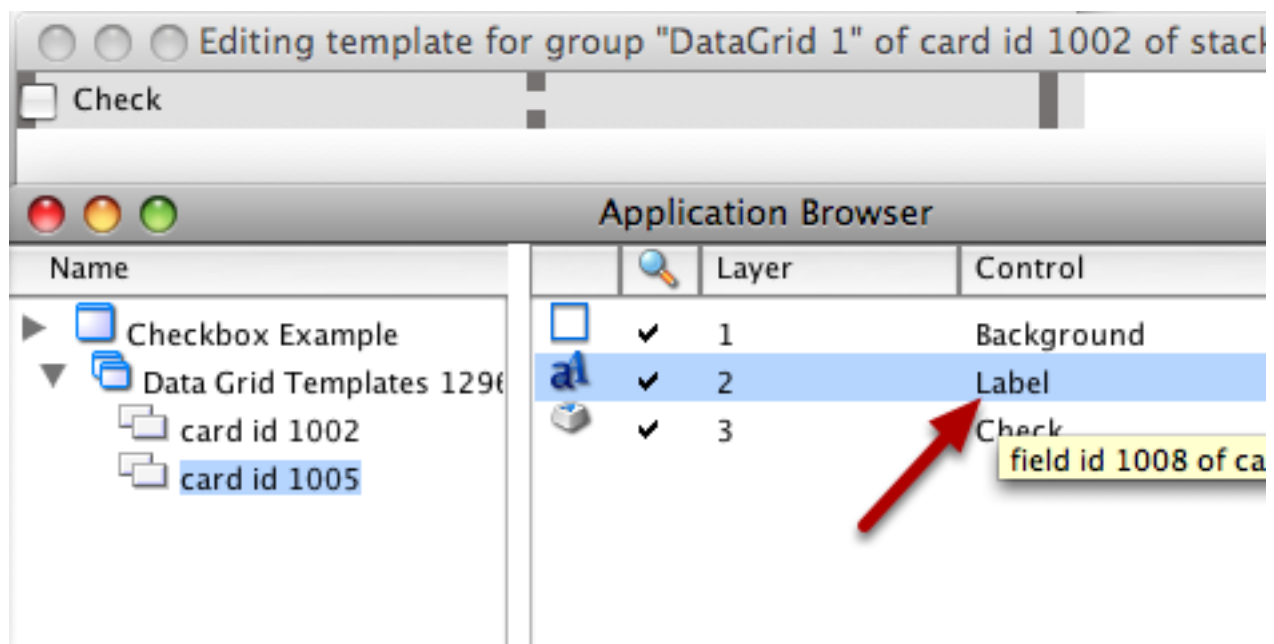 Editing template for group "DataGrid 1" of card id 1002 of stack
Check
Application Browser
Name Layer Control
Checkbox Example 1 Background
Data Grid Templates 1296 2 Label
card id 1002 3 Check
card id 1005 field id 1008 of ca